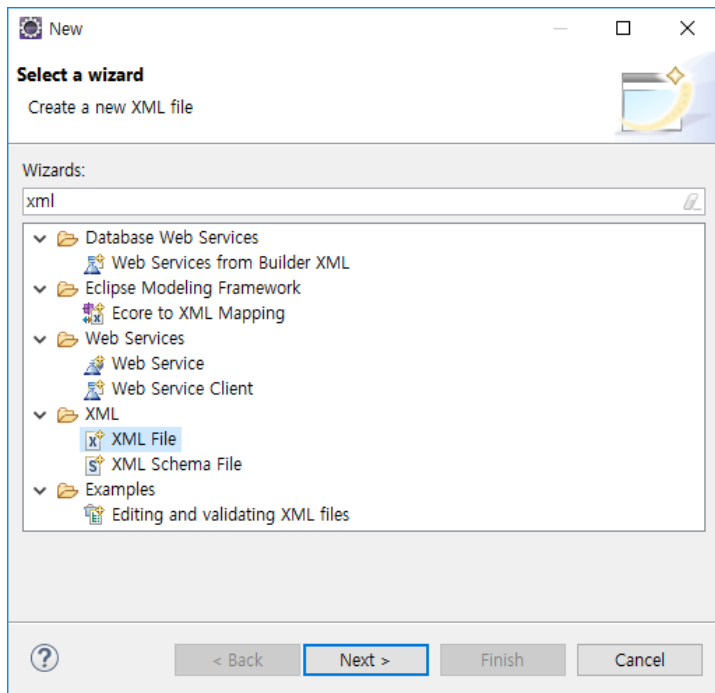 New
Select a wizard
Create a new XML file
Wizards:
xml
Database Web Services
Web Services from Builder XML
Eclipse Modeling Framework
Ecore to XML Mapping
Web Services
Web Service
Web Service Client
XML
XML File
XML Schema File
Examples
Editing and validating XML files
< Back
Next >
Finish
Cancel